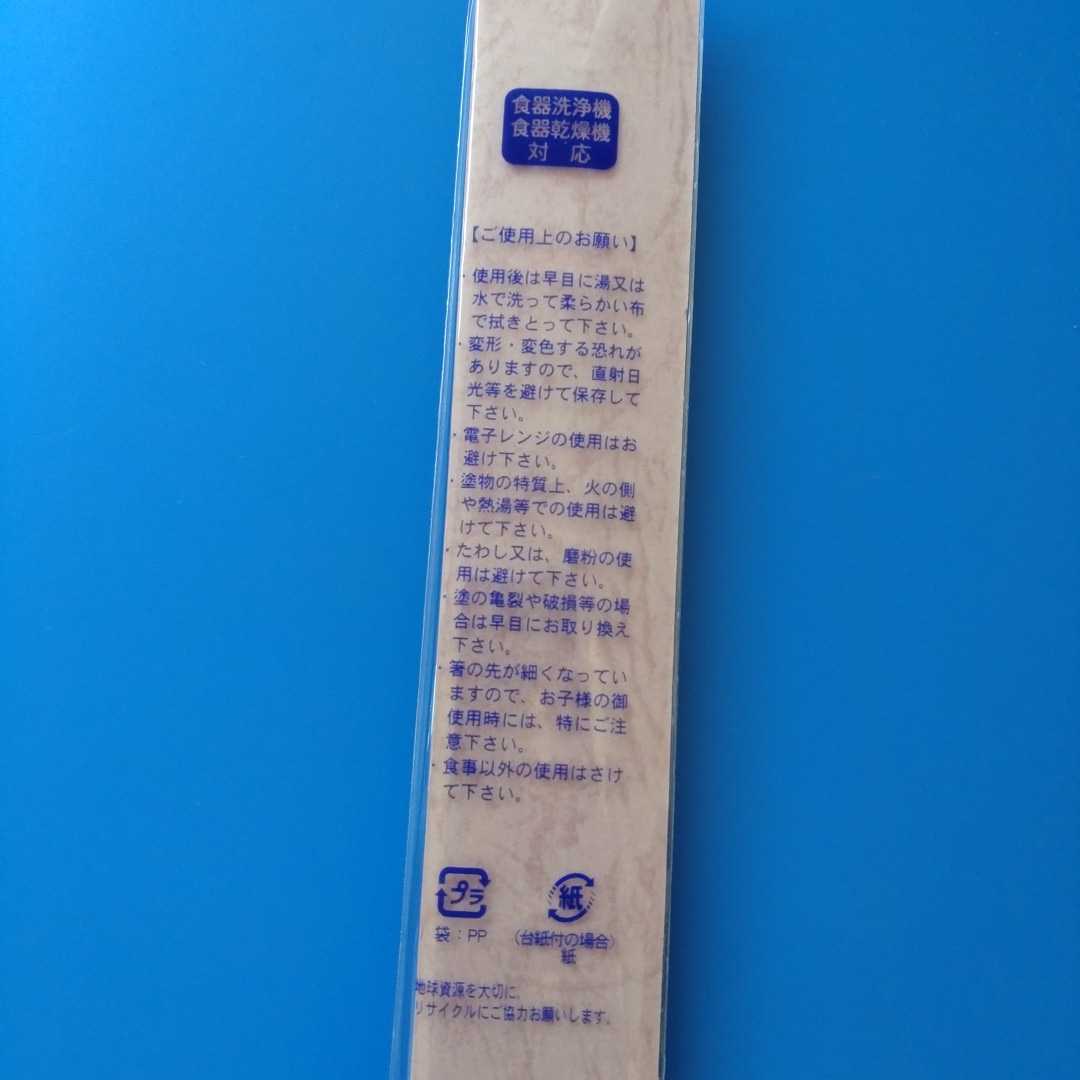 食器洗浄機
食器乾燥機
対応
【ご使用上のお願い】
・使用後は早目に湯又は
水で洗って柔らかい布
で拭きとって下さい。
・変形・変色する恐れが
ありますので、直射日
光等を避けて保存して
下さい。
・電子レンジの使用はお
避け下さい。
・塗物の特質上、火の側
や熱湯等での使用は避
けて下さい。
・たわし又は、磨粉の使
用は避けて下さい。
・塗の亀裂や破損等の場
合は早目にお取り換え
下さい。
・箸の先が細くなってい
ますので、お子様の御
使用時には、特にご注
意下さい。
・食事以外の使用はさけ
て下さい。
プラ 紙
袋：PP （台紙付の場合）
紙
地球資源を大切に、
リサイクルにご協力お願いします。